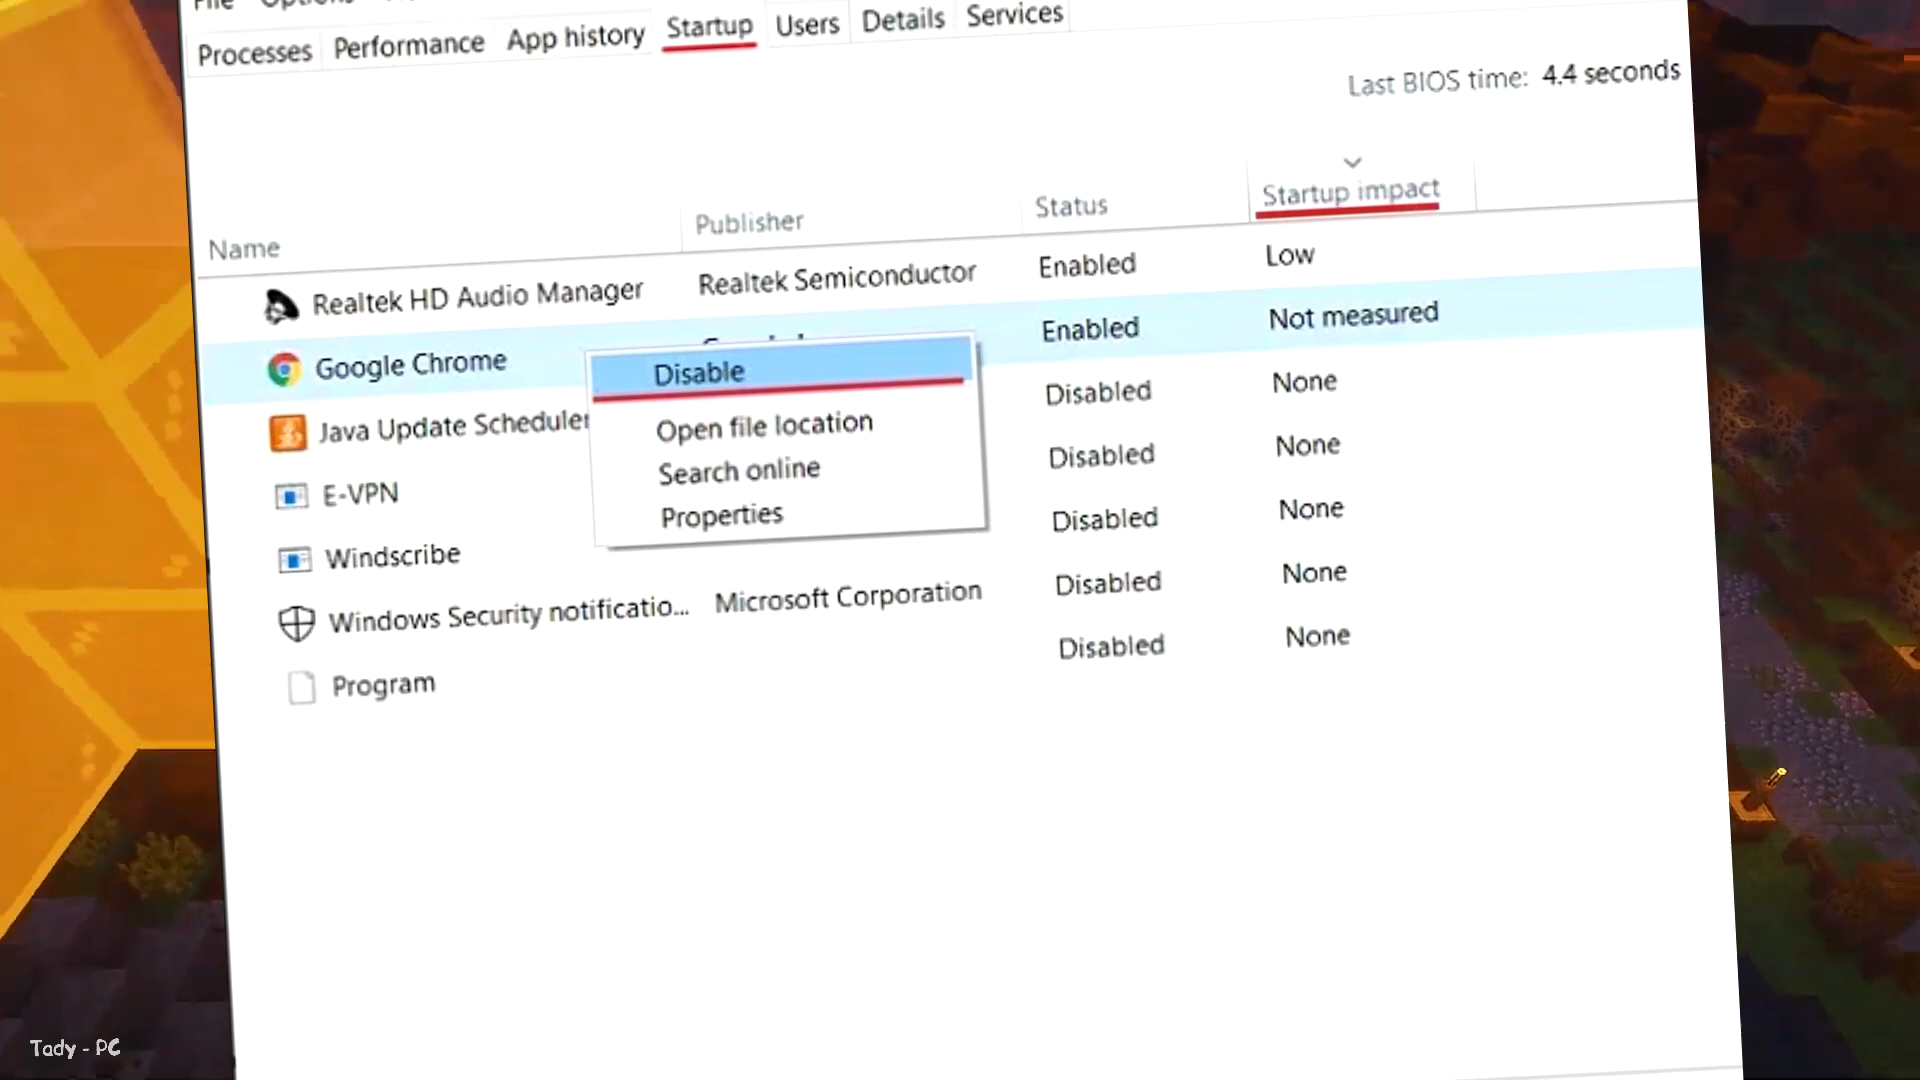 File Options
Processes Performance App history Startup Users Details Services
Last BIOS time: 4.4 seconds
Name Publisher Status Startup impact
Realtek HD Audio Manager Realtek Semiconductor Enabled Low
Google Chrome Enabled Not measured
Java Update Scheduler Disabled None
E-VPN Disabled None
Windscribe Disabled None
Windows Security notificatio... Microsoft Corporation Disabled None
Program Disabled None
Disable
Open file location
Search online
Properties
Tady - PC